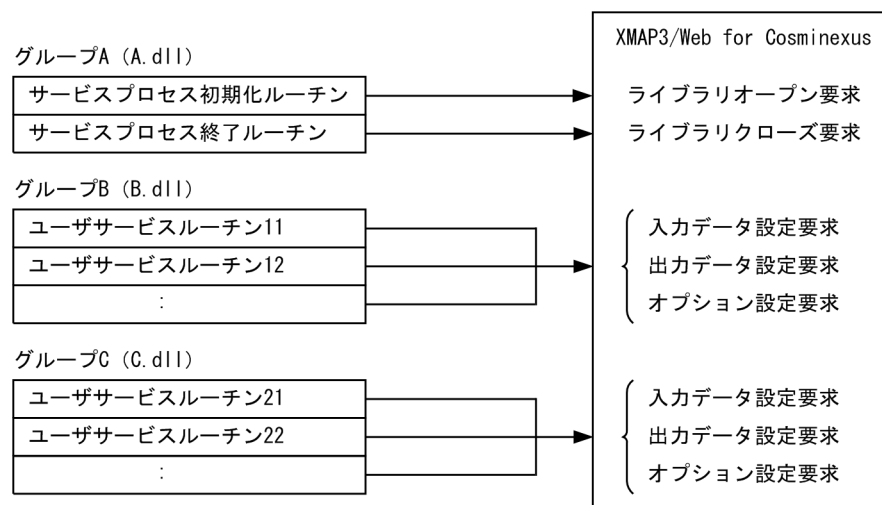 XMAP3/Web for Cosminexus
グループA（A.dll）
サービスプロセス初期化ルーチン
ライブラリオープン要求
サービスプロセス終了ルーチン
ライブラリクローズ要求
グループB（B.dll）
ユーザサービスルーチン11
入力データ設定要求
ユーザサービスルーチン12
出力データ設定要求
:
オプション設定要求
グループC（C.dll）
ユーザサービスルーチン21
入力データ設定要求
ユーザサービスルーチン22
出力データ設定要求
:
オプション設定要求